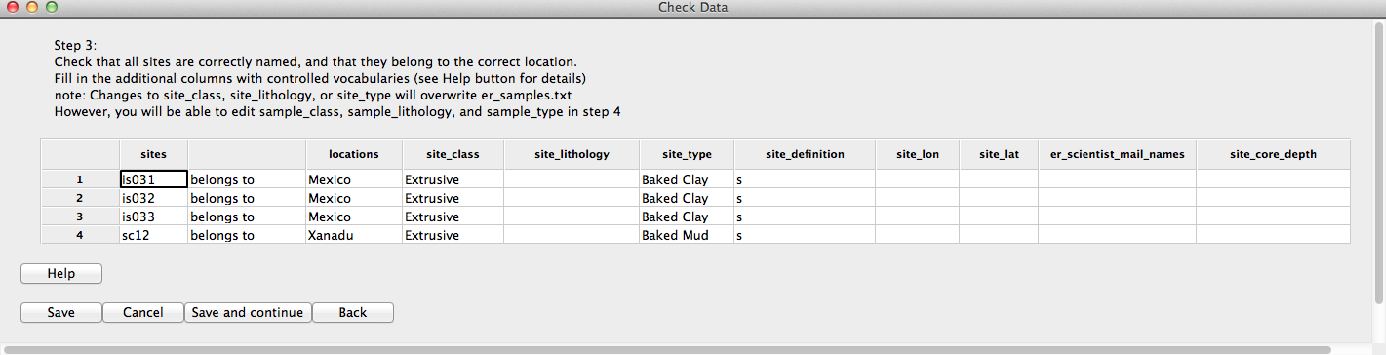 Check Data
Step 3:
Check that all sites are correctly named, and that they belong to the correct location.
Fill in the additional columns with controlled vocabularies (see Help button for details)
note: Changes to site_class, site_lithology, or site_type will overwrite er_samples.txt
However, you will be able to edit sample_class, sample_lithology, and sample_type in step 4
sites locations site_class site_lithology site_type site_definition site_lon site_lat er_scientist_mail_names site_core_depth
1 is031 belongs to Mexico Extrusive Baked Clay s
2 is032 belongs to Mexico Extrusive Baked Clay s
3 is033 belongs to Mexico Extrusive Baked Clay s
4 sc12 belongs to Xanadu Extrusive Baked Mud s
Help
Save Cancel Save and continue Back